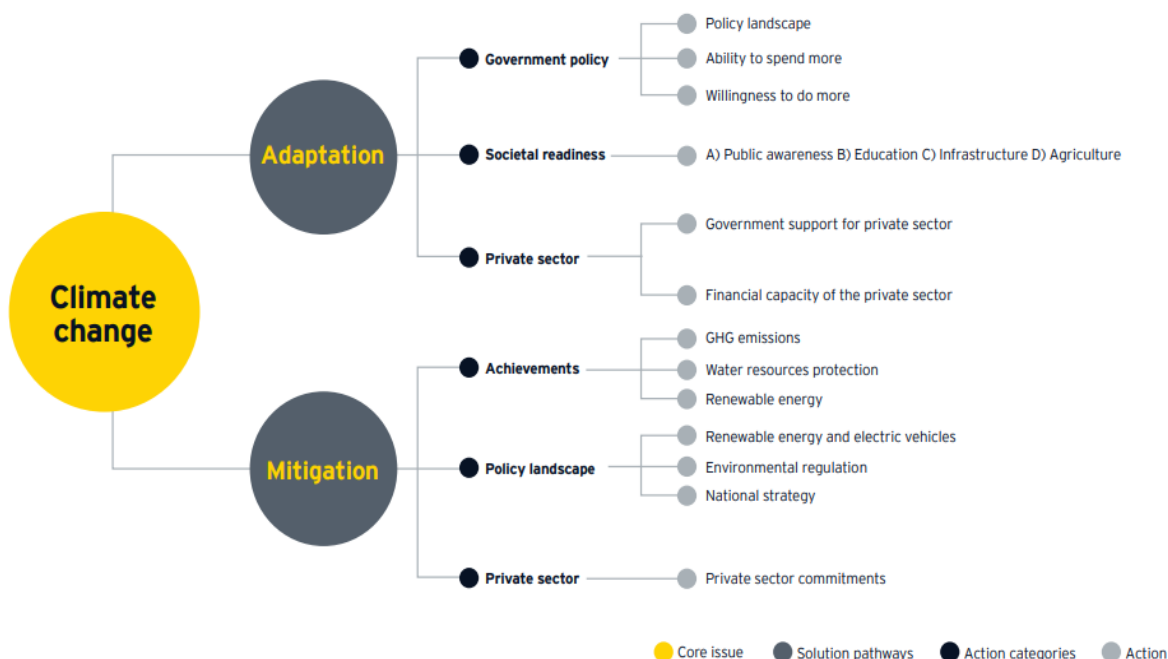 Policy landscape
Government policy
Ability to spend more
Willingness to do more
Adaptation
Societal readiness
A) Public awareness B) Education C) Infrastructure D) Agriculture
Government support for private sector
Private sector
Financial capacity of the private sector
Climate
change
GHG emissions
Achievements
Water resources protection
Renewable energy
Renewable energy and electric vehicles
Mitigation
Policy landscape
Environmental regulation
National strategy
Private sector
Private sector commitments
Core issue
Solution pathways
Action categories
Action